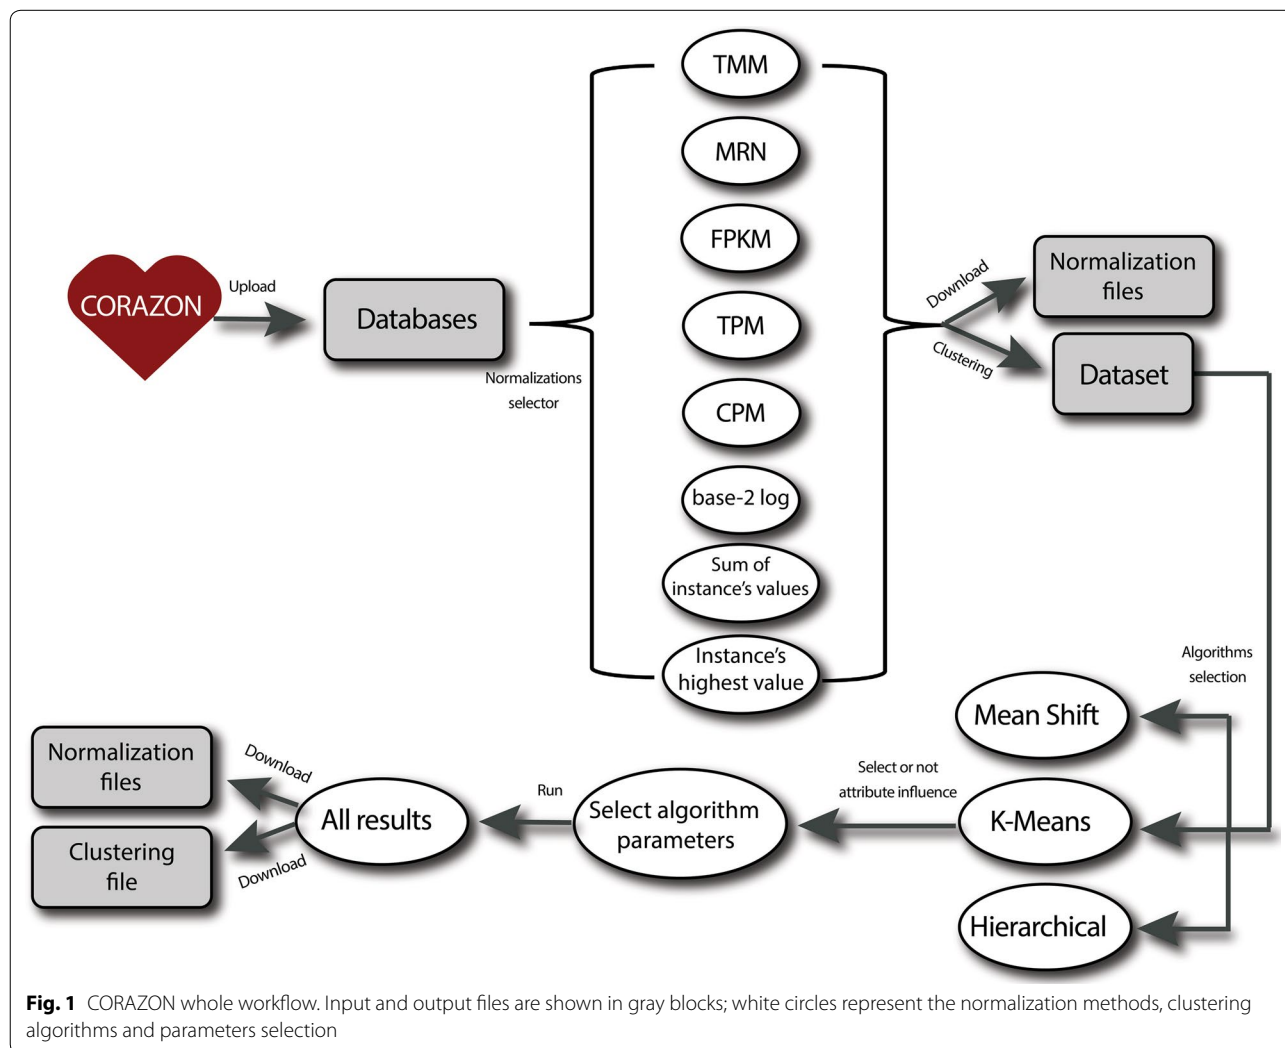 CORAZON
Upload
Databases
Normalizations
selector
TMM
MRN
FPKM
TPM
CPM
base-2 log
Sum of
instance's values
Instance's
highest value
Download
Clustering
Normalization
files
Dataset
Algorithms
selection
Mean Shift
K-Means
Hierarchical
Select or not
attribute influence
Select algorithm
parameters
Run
All results
Download
Download
Normalization
files
Clustering
file
Fig. 1 CORAZON whole workflow. Input and output files are shown in gray blocks; white circles represent the normalization methods, clustering
algorithms and parameters selection